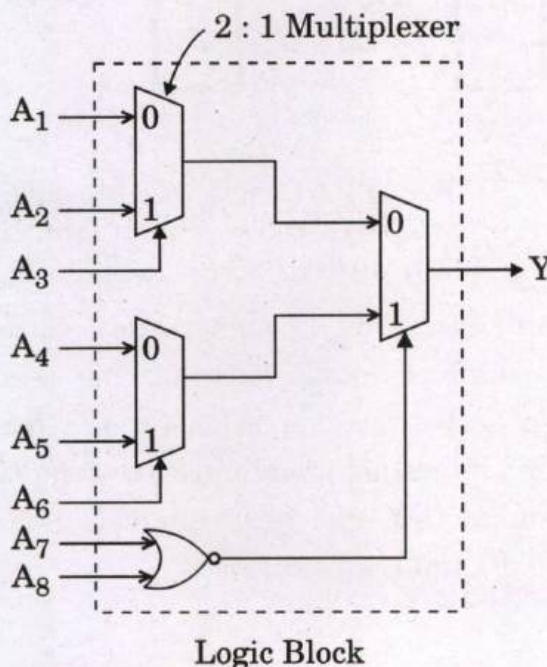 2 : 1 Multiplexer
A1
0
A2
1
A3
0
1
Y
A4
0
A5
1
A6
A7
A8
Logic Block